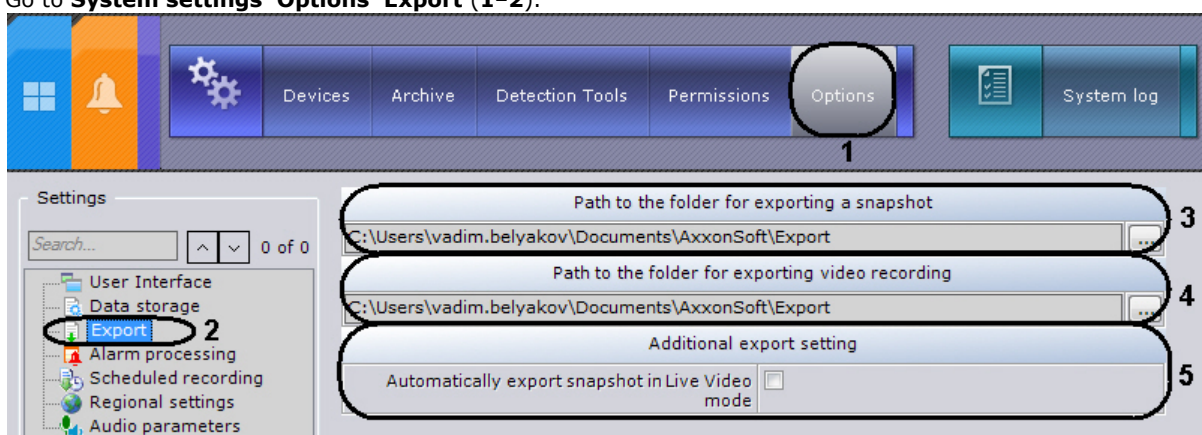 Go to System settings Options Export (1–2).
Devices Archive Detection Tools Permissions Options System log
1
Settings
Search... 0 of 0
User Interface
Data storage
Export 2
Alarm processing
Scheduled recording
Regional settings
Audio parameters
Path to the folder for exporting a snapshot
C:\Users\vadim.belyakov\Documents\AxxonSoft\Export ... 3
Path to the folder for exporting video recording
C:\Users\vadim.belyakov\Documents\AxxonSoft\Export ... 4
Additional export setting
Automatically export snapshot in Live Video
mode
5